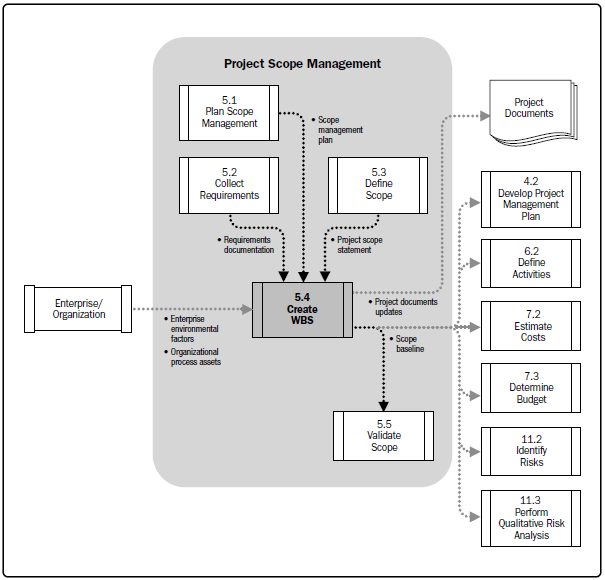 Project Scope Management
5.1
Plan Scope
Management
• Scope
management
plan
5.2
Collect
Requirements
5.3
Define
Scope
• Requirements
documentation
• Project scope
statement
Enterprise/
Organization
• Enterprise
environmental
factors
• Organizational
process assets
5.4
Create
WBS
• Project documents
updates
• Scope
baseline
5.5
Validate
Scope
Project
Documents
4.2
Develop Project
Management
Plan
6.2
Define
Activities
7.2
Estimate
Costs
7.3
Determine
Budget
11.2
Identify
Risks
11.3
Perform
Qualitative Risk
Analysis